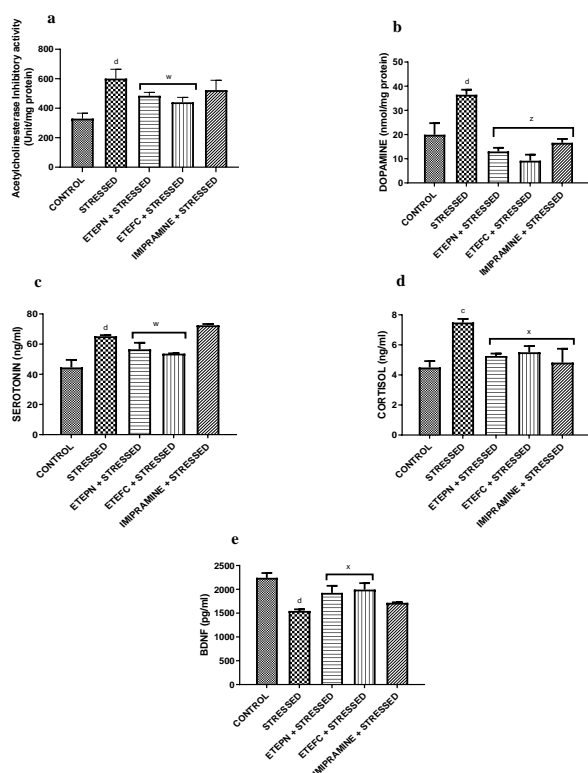 a
Acetylcholinesterase Inhibitory activity
(Unit/mg protein)
800
600
400
200
0
d
w
CONTROL
STRESSED
ETEPN + STRESSED
ETEFC + STRESSED
IMIPRAMINE + STRESSED
b
DOPAMINE (nmol/mg protein)
50
40
30
20
10
0
d
z
CONTROL
STRESSED
ETEPN + STRESSED
ETEFC + STRESSED
IMIPRAMINE + STRESSED
c
SEROTONIN (ng/ml)
80
60
40
20
0
d
w
CONTROL
STRESSED
ETEPN + STRESSED
ETEFC + STRESSED
IMIPRAMINE + STRESSED
d
CORTISOL (ng/ml)
8
6
4
2
0
c
x
CONTROL
STRESSED
ETEPN + STRESSED
ETEFC + STRESSED
IMIPRAMINE + STRESSED
e
BDNF (pg/ml)
2500
2000
1500
1000
500
0
d
x
CONTROL
STRESSED
ETEPN + STRESSED
ETEFC + STRESSED
IMIPRAMINE + STRESSED